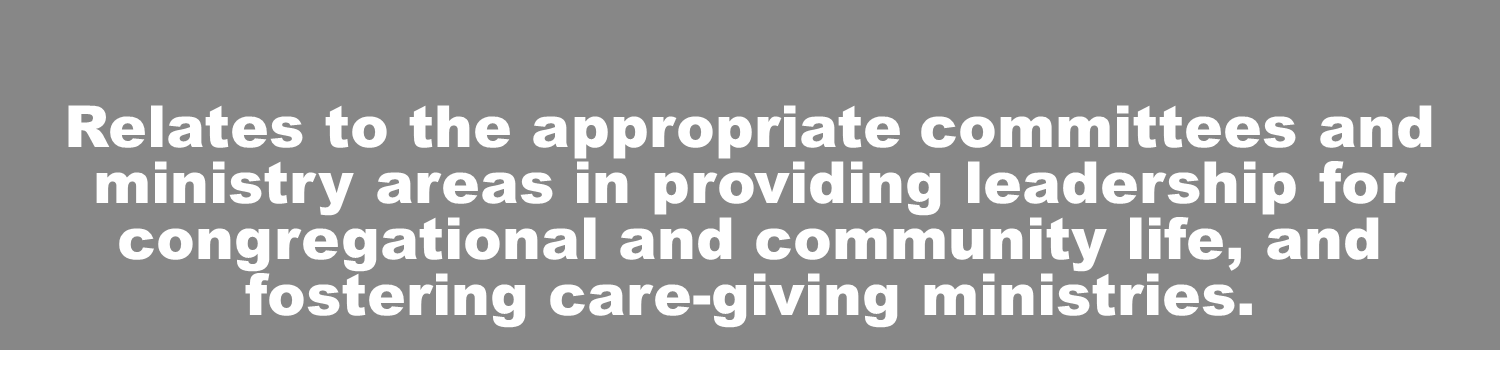 Relates to the appropriate committees and
ministry areas in providing leadership for
congregational and community life, and
fostering care-giving ministries.